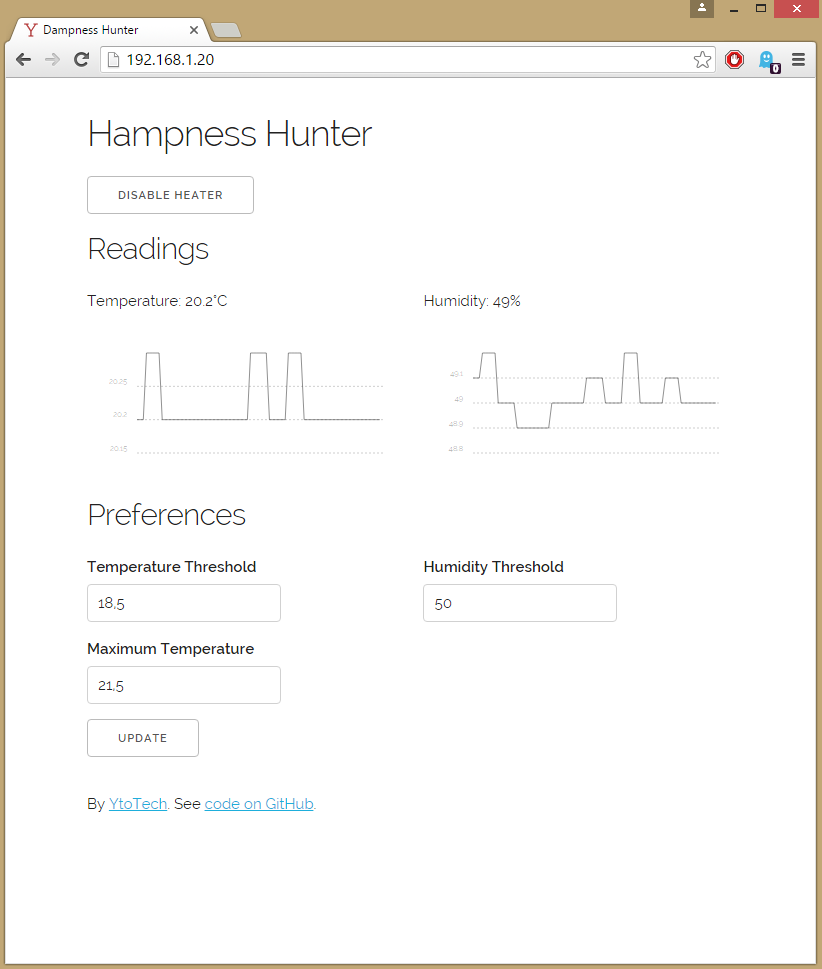 Dampness Hunter
192.168.1.20
0
Hampness Hunter
DISABLE HEATER
Readings
Temperature: 20.2°C
Humidity: 49%
20.25
20.2
20.15
49.1
49
48.9
48.8
Preferences
Temperature Threshold
Humidity Threshold
18,5
50
Maximum Temperature
21,5
UPDATE
By YtoTech. See code on GitHub.